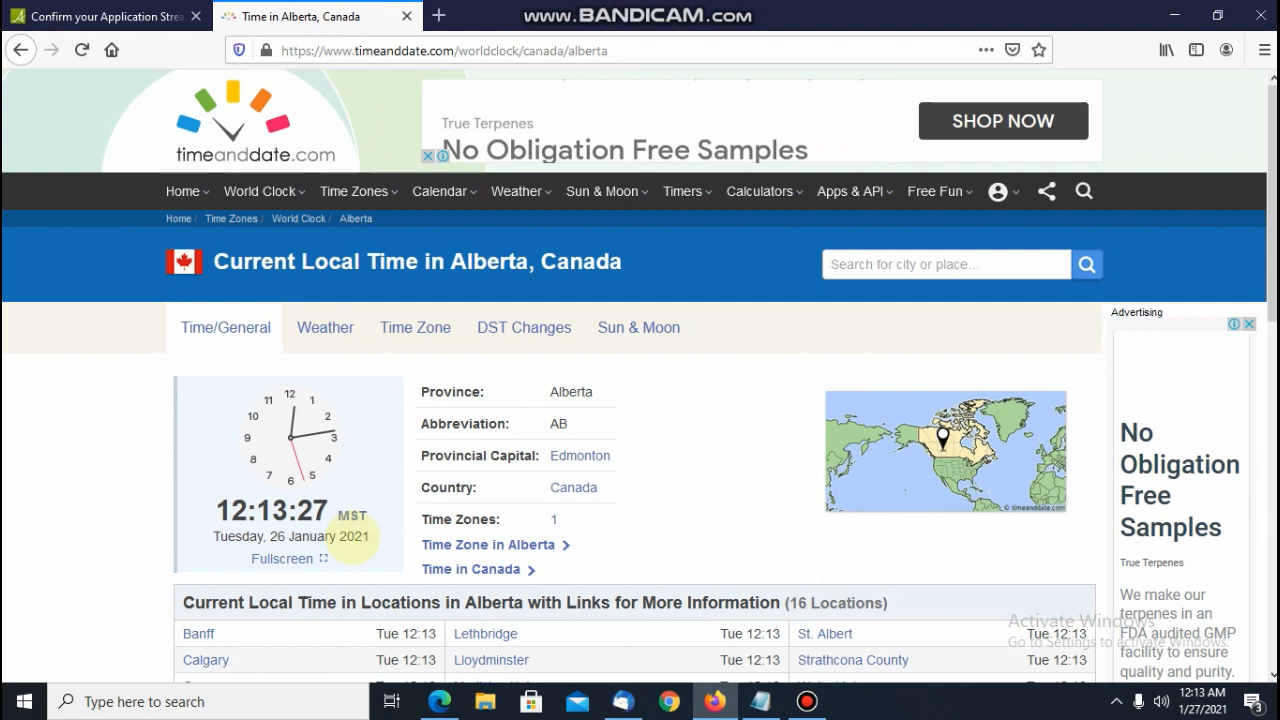 Confirm your Application Strea
Time in Alberta, Canada
www.BANDICAM.com
https://www.timeanddate.com/worldclock/canada/alberta
timeanddate.com
True Terpenes
No Obligation Free Samples
SHOP NOW
Home World Clock Time Zones Calendar Weather Sun & Moon Timers Calculators Apps & API Free Fun
Home / Time Zones / World Clock / Alberta
Current Local Time in Alberta, Canada
Search for city or place...
Time/General Weather Time Zone DST Changes Sun & Moon
Advertising
12 1 2 3 4 5 6 7 8 9 10 11
12:13:27 MST
Tuesday, 26 January 2021
Fullscreen
Province: Alberta
Abbreviation: AB
Provincial Capital: Edmonton
Country: Canada
Time Zones: 1
Time Zone in Alberta
Time in Canada
© timeanddate.com
No
Obligation
Free
Samples
True Terpenes
We make our
terpenes in an
FDA audited GMP
facility to ensure
quality and purity.
Current Local Time in Locations in Alberta with Links for More Information (16 Locations)
Banff Tue 12:13 Lethbridge Tue 12:13 St. Albert Tue 12:13
Calgary Tue 12:13 Lloydminster Tue 12:13 Strathcona County Tue 12:13
Activate Windows
Go to Settings to activate Windows.
Type here to search
12:13 AM
1/27/2021
3